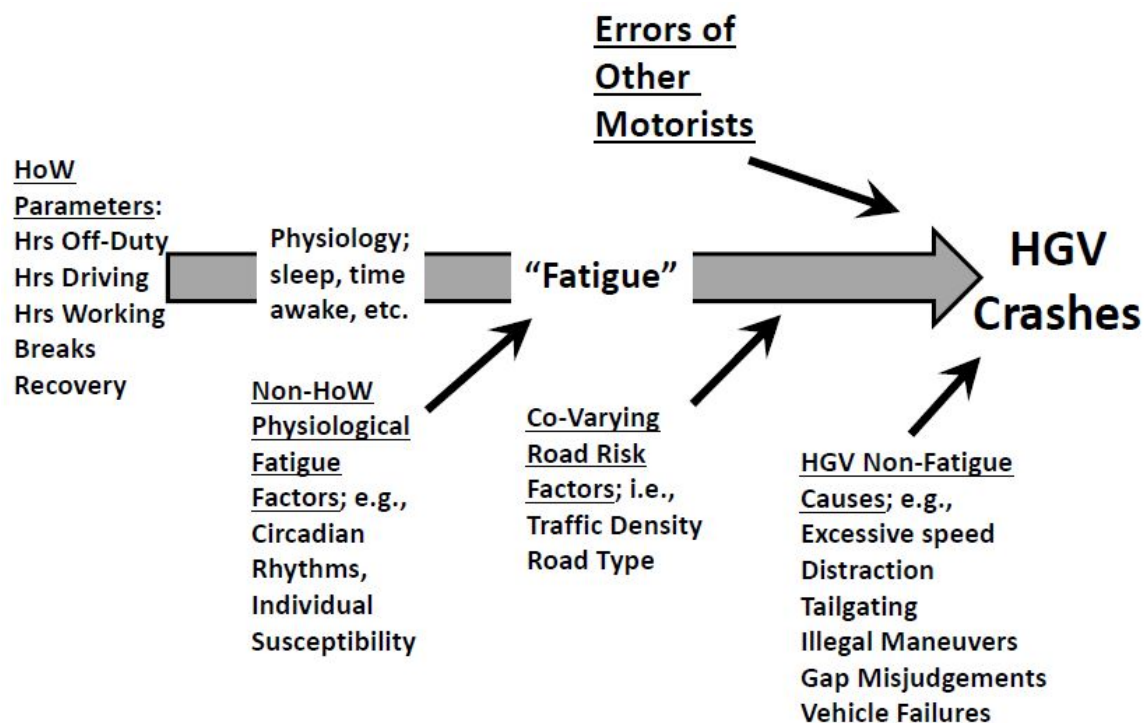 Errors of
Other
Motorists
HoW
Parameters:
Hrs Off-Duty
Hrs Driving
Hrs Working
Breaks
Recovery
Physiology;
sleep, time
awake, etc.
“Fatigue”
HGV
Crashes
Non-HoW
Physiological
Fatigue
Factors; e.g.,
Circadian
Rhythms,
Individual
Susceptibility
Co-Varying
Road Risk
Factors; i.e.,
Traffic Density
Road Type
HGV Non-Fatigue
Causes; e.g.,
Excessive speed
Distraction
Tailgating
Illegal Maneuvers
Gap Misjudgements
Vehicle Failures